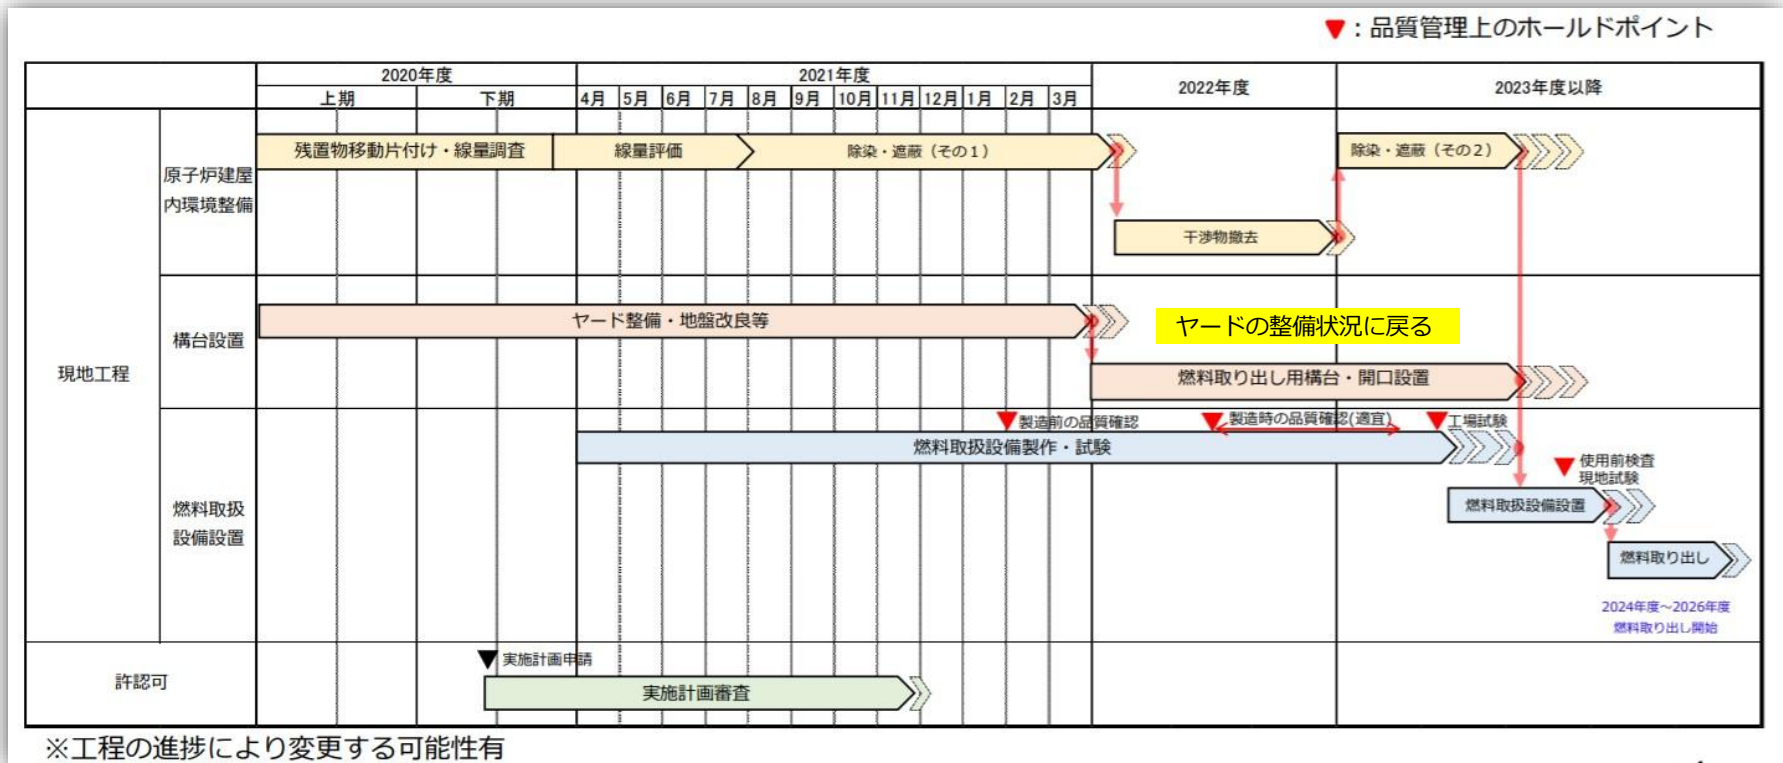 ▼：品質管理上のホールドポイント
2020年度
2021年度
2022年度
2023年度以降
上期
下期
4月
5月
6月
7月
8月
9月
10月
11月
12月
1月
2月
3月
現地工程
原子炉建屋
内環境整備
残置物移動片付け・線量調査
線量評価
除染・遮蔽（その１）
除染・遮蔽（その２）
干渉物撤去
構台設置
ヤード整備・地盤改良等
ヤードの整備状況に戻る
燃料取り出し用構台・開口設置
燃料取扱
設備設置
製造前の品質確認
製造時の品質確認(適宜)
工場試験
燃料取扱設備製作・試験
使用前検査
現地試験
燃料取扱設備設置
燃料取り出し
2024年度～2026年度
燃料取り出し開始
許認可
実施計画申請
実施計画審査
※工程の進捗により変更する可能性有